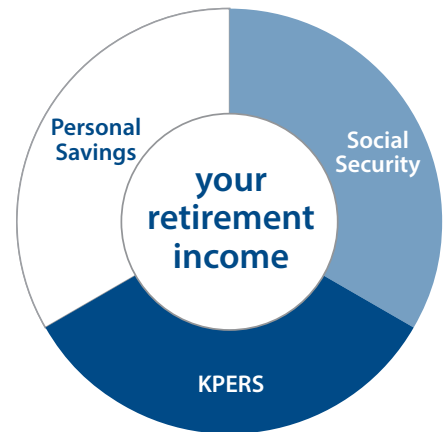 Personal
Savings
Social
Security
your
retirement
income
KPERS